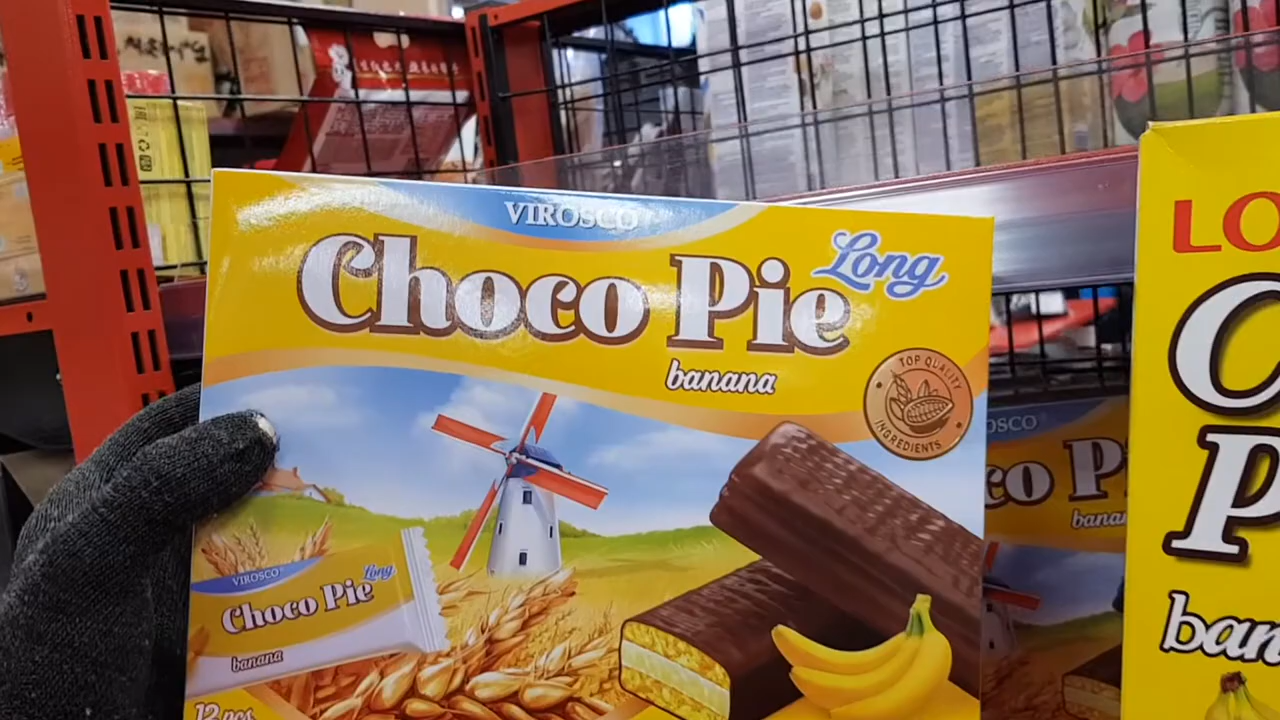 VIROSCO
Choco Pie
Long
banana
TOP QUALITY
INGREDIENTS
VIROSCO
Long
Choco Pie
banana
12 pcs
OSCO
co P
banan
LO
C
P
ban